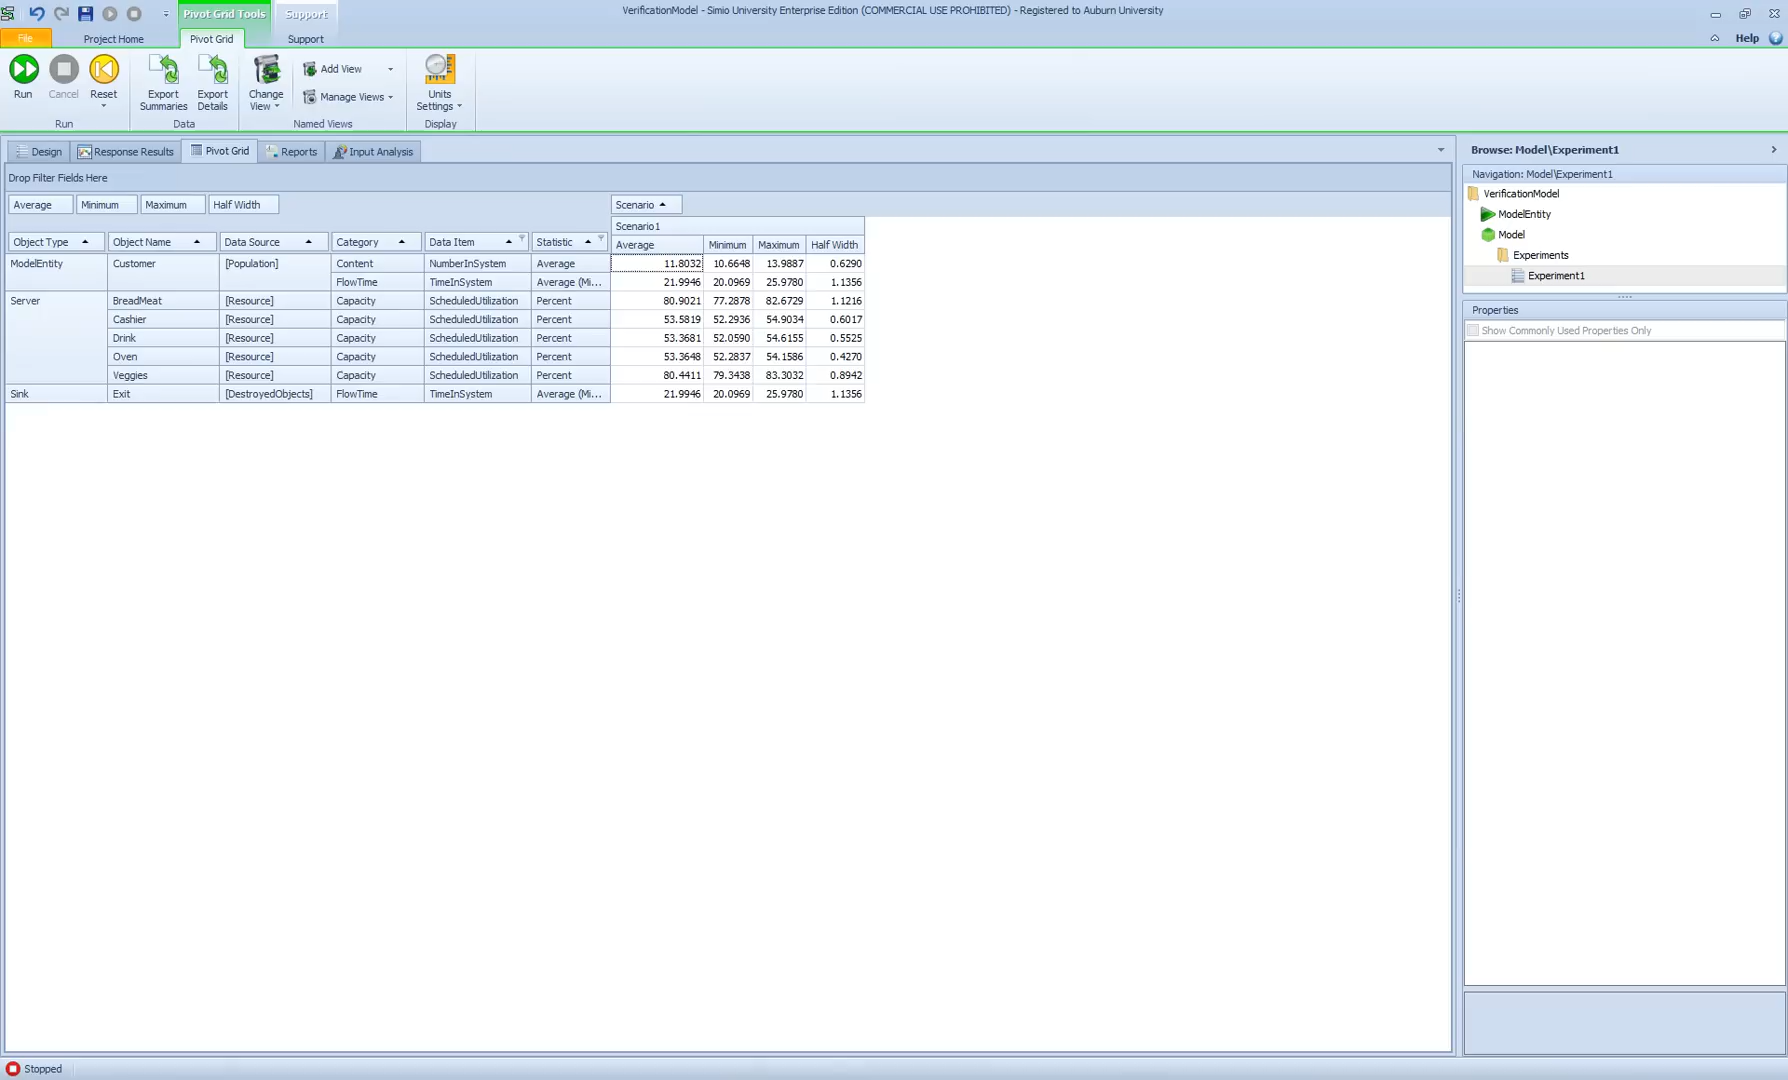 Pivot Grid Tools
Support
VerificationModel - Simio University Enterprise Edition (COMMERCIAL USE PROHIBITED) - Registered to Auburn University
File
Project Home
Pivot Grid
Support
Help
Run
Cancel
Reset
Export Summaries
Export Details
Change View
Add View
Manage Views
Units Settings
Run
Data
Named Views
Display
Design
Response Results
Pivot Grid
Reports
Input Analysis
Drop Filter Fields Here
Average Minimum Maximum Half Width
Scenario
Scenario1
Object Type Object Name Data Source Category Data Item Statistic Average Minimum Maximum Half Width
ModelEntity Customer [Population] Content NumberInSystem Average 11.8032 10.6648 13.9887 0.6290
FlowTime TimeInSystem Average (Mi... 21.9946 20.0969 25.9780 1.1356
Server BreadMeat [Resource] Capacity ScheduledUtilization Percent 80.9021 77.2878 82.6729 1.1216
Cashier [Resource] Capacity ScheduledUtilization Percent 53.5819 52.2936 54.9034 0.6017
Drink [Resource] Capacity ScheduledUtilization Percent 53.3681 52.0590 54.6155 0.5525
Oven [Resource] Capacity ScheduledUtilization Percent 53.3648 52.2837 54.1586 0.4270
Veggies [Resource] Capacity ScheduledUtilization Percent 80.4411 79.3438 83.3032 0.8942
Sink Exit [DestroyedObjects] FlowTime TimeInSystem Average (Mi... 21.9946 20.0969 25.9780 1.1356
Browse: Model\Experiment1
Navigation: Model\Experiment1
VerificationModel
ModelEntity
Model
Experiments
Experiment1
Properties
Show Commonly Used Properties Only
Stopped